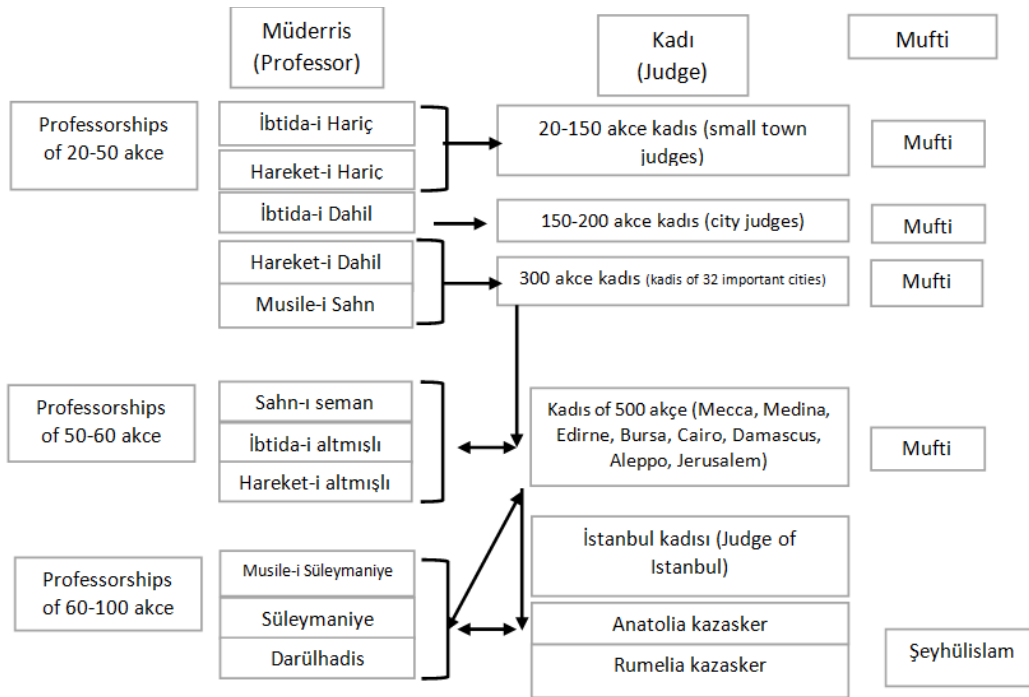 Müderris
(Professor)
Kadı
(Judge)
Mufti
Professorships
of 20-50 akce
İbtida-i Hariç
Hareket-i Hariç
20-150 akce kadıs (small town
judges)
Mufti
İbtida-i Dahil
150-200 akce kadıs (city judges)
Mufti
Hareket-i Dahil
Musile-i Sahn
300 akce kadıs (kadis of 32 important cities)
Mufti
Professorships
of 50-60 akce
Sahn-ı seman
İbtida-i altmışlı
Hareket-i altmışlı
Kadıs of 500 akçe (Mecca, Medina,
Edirne, Bursa, Cairo, Damascus,
Aleppo, Jerusalem)
Mufti
Professorships
of 60-100 akce
Musile-i Süleymaniye
Süleymaniye
Darülhadis
İstanbul kadısı (Judge of
Istanbul)
Anatolia kazasker
Rumelia kazasker
Şeyhülislam